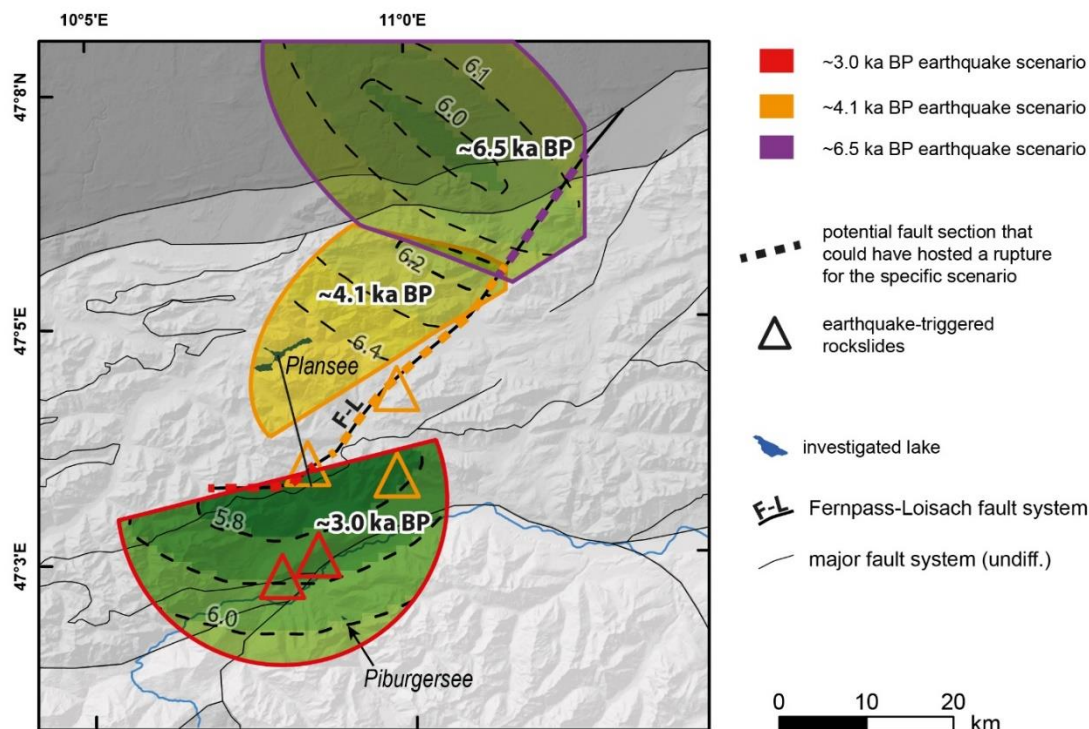 10°5'E
11°0'E
47°8'N
47°5'N
47°3'N
6.1
6.0
~6.5 ka BP
6.2
~4.1 ka BP
6.4
Plansee
F-L
5.8
~3.0 ka BP
6.0
Piburgersee
~3.0 ka BP earthquake scenario
~4.1 ka BP earthquake scenario
~6.5 ka BP earthquake scenario
potential fault section that
could have hosted a rupture
for the specific scenario
earthquake-triggered
rockslides
investigated lake
F-L Fernpass-Loisach fault system
major fault system (undiff.)
0 10 20
km